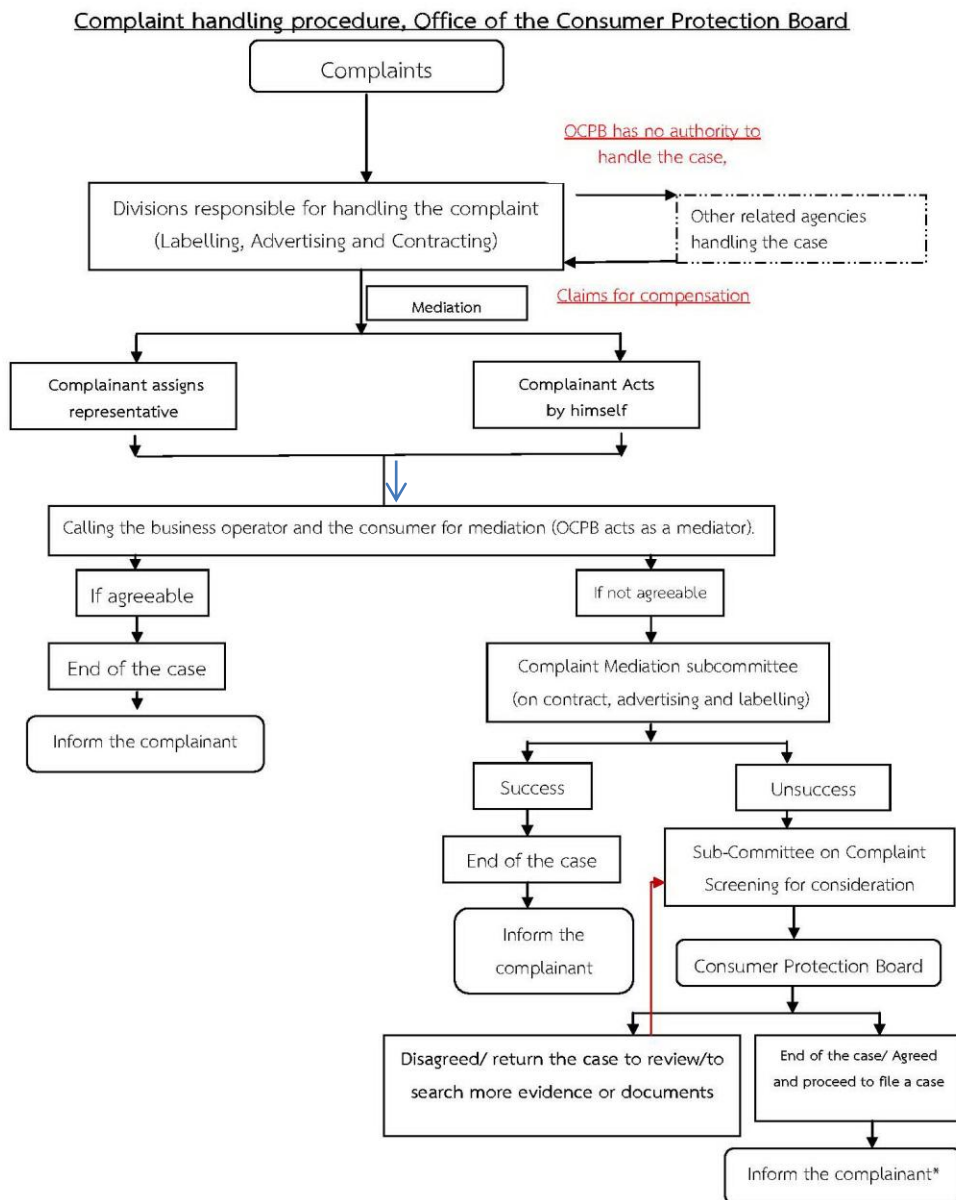 Complaint handling procedure, Office of the Consumer Protection Board
Complaints
OCPB has no authority to
handle the case,
Divisions responsible for handling the complaint
(Labelling, Advertising and Contracting)
Other related agencies
handling the case
Claims for compensation
Mediation
Complainant assigns
representative
Complainant Acts
by himself
Calling the business operator and the consumer for mediation (OCPB acts as a mediator).
If agreeable
If not agreeable
End of the case
Complaint Mediation subcommittee
(on contract, advertising and labelling)
Inform the complainant
Success
Unsuccess
End of the case
Sub-Committee on Complaint
Screening for consideration
Inform the
complainant
Consumer Protection Board
Disagreed/ return the case to review/to
search more evidence or documents
End of the case/ Agreed
and proceed to file a case
Inform the complainant*